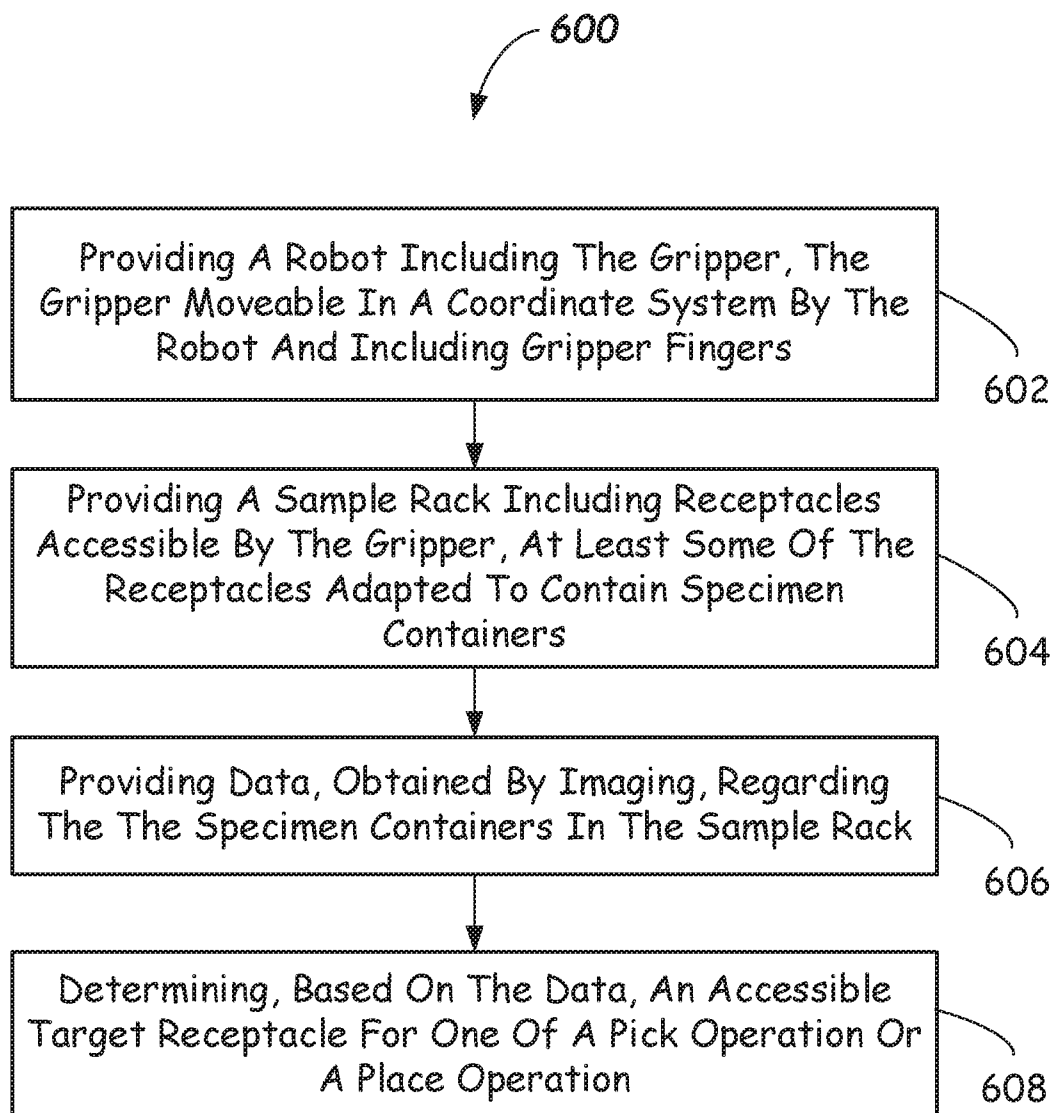 600
Providing A Robot Including The Gripper, The
Gripper Moveable In A Coordinate System By The
Robot And Including Gripper Fingers
602
Providing A Sample Rack Including Receptacles
Accessible By The Gripper, At Least Some Of The
Receptacles Adapted To Contain Specimen
Containers
604
Providing Data, Obtained By Imaging, Regarding
The The Specimen Containers In The Sample Rack
606
Determining, Based On The Data, An Accessible
Target Receptacle For One Of A Pick Operation Or
A Place Operation
608